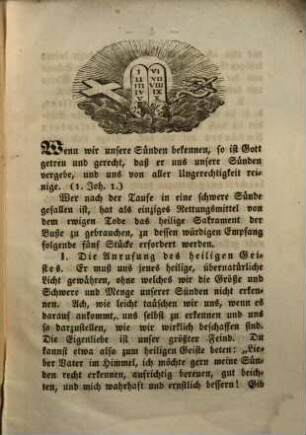 I
II
III
IV
V
VI
VII
VIII
IX
X
Wenn wir unsere Sünden bekennen, so ist Gott
getreu und gerecht, daß er uns unsere Sünden
vergebe, und uns von aller Ungerechtigkeit rei-
nige. (1. Joh. 1.)
Wer nach der Taufe in eine schwere Sünde
gefallen ist, hat als einziges Rettungsmittel von
dem ewigen Tode das heilige Sakrament der
Buße zu gebrauchen, zu dessen würdigen Empfang
folgende fünf Stücke erfordert werden.
I. Die Anrufung des heiligen Gei-
stes. Er muß uns jenes heilige, übernatürliche
Licht gewähren, ohne welches wir die Größe und
Schwere und Menge unserer Sünden nicht erken-
nen. Ach, wie leicht täuschen wir uns, wenn es
darauf ankommt, uns selbst zu erkennen und uns
so darzustellen, wie wir wirklich beschaffen sind.
Die Eigenliebe ist unser größter Feind. Du
kannst etwa also zum heiligen Geiste beten: „Lie-
ber Vater im Himmel, ich möchte gern meine Sün-
den recht erkennen, aufrichtig bereuen, gut beich-
ten, und mich wahrhaft und ernstlich bessern! Gib